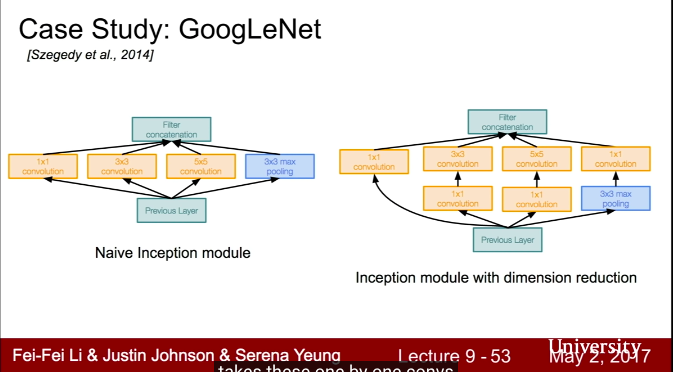 Case Study: GoogLeNet
[Szegedy et al., 2014]
Filter
concatenation
1x1
convolution
3x3
convolution
5x5
convolution
3x3 max
pooling
Previous Layer
Naive Inception module
Filter
concatenation
1x1
convolution
3x3
convolution
5x5
convolution
1x1
convolution
1x1
convolution
1x1
convolution
3x3 max
pooling
Previous Layer
Inception module with dimension reduction
Fei-Fei Li & Justin Johnson & Serena Yeung
Lecture 9 - 53
May 2, 2017
University
takes these one by one convs